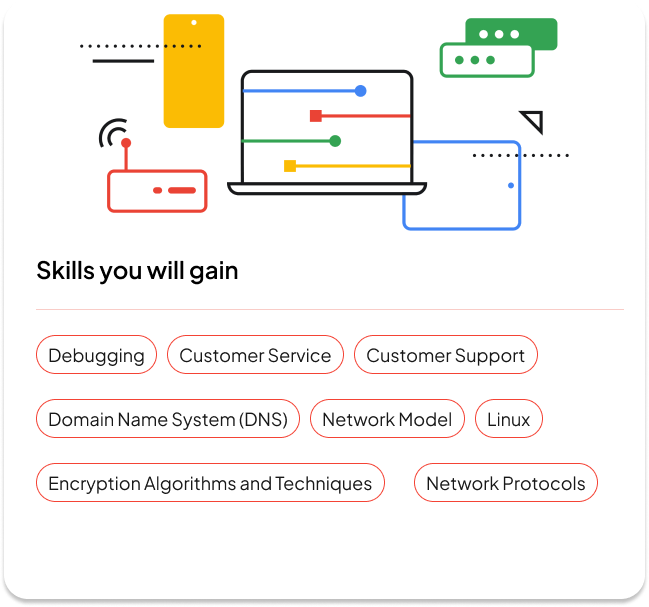 Skills you will gain
Debugging Customer Service Customer Support
Domain Name System (DNS) Network Model Linux
Encryption Algorithms and Techniques Network Protocols